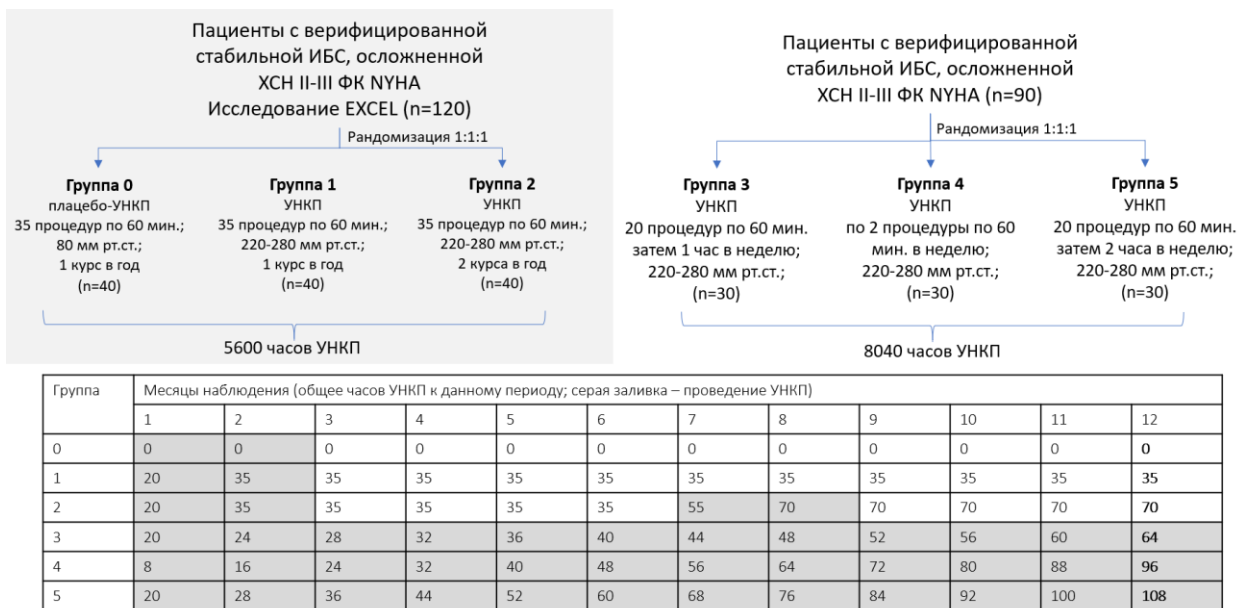 Пациенты с верифицированной
стабильной ИБС, осложненной
ХСН II-III ФК NYHA
Исследование EXCEL (n=120)
Рандомизация 1:1:1
Группа 0
плацебо-УНКП
35 процедур по 60 мин.;
80 мм рт.ст.;
1 курс в год
(n=40)
Группа 1
УНКП
35 процедур по 60 мин.;
220-280 мм рт.ст.;
1 курс в год
(n=40)
Группа 2
УНКП
35 процедур по 60 мин.;
220-280 мм рт.ст.;
2 курса в год
(n=40)
5600 часов УНКП
Пациенты с верифицированной
стабильной ИБС, осложненной
ХСН II-III ФК NYHA (n=90)
Рандомизация 1:1:1
Группа 3
УНКП
20 процедур по 60 мин.
затем 1 час в неделю;
220-280 мм рт.ст.;
(n=30)
Группа 4
УНКП
по 2 процедуры по 60
мин. в неделю;
220-280 мм рт.ст.;
(n=30)
Группа 5
УНКП
20 процедур по 60 мин.
затем 2 часа в неделю;
220-280 мм рт.ст.;
(n=30)
8040 часов УНКП
Группа Месяцы наблюдения (общее часов УНКП к данному периоду; серая заливка – проведение УНКП)
1 2 3 4 5 6 7 8 9 10 11 12
0 0 0 0 0 0 0 0 0 0 0 0 0
1 20 35 35 35 35 35 35 35 35 35 35 35
2 20 35 35 35 35 35 55 70 70 70 70 70
3 20 24 28 32 36 40 44 48 52 56 60 64
4 8 16 24 32 40 48 56 64 72 80 88 96
5 20 28 36 44 52 60 68 76 84 92 100 108